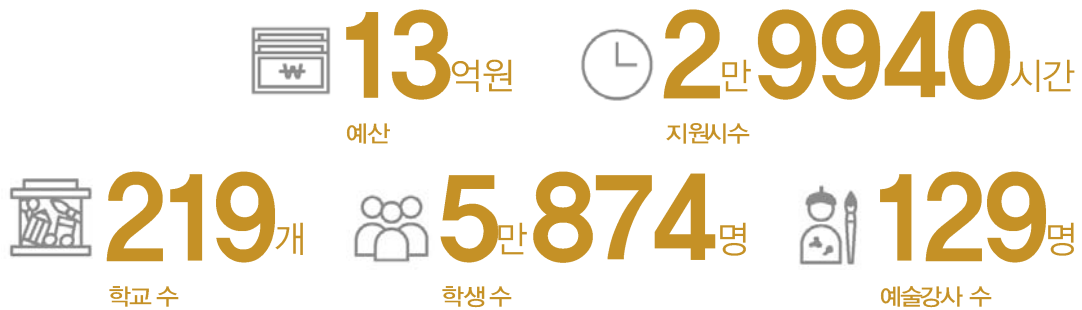 13억원 2만 9940시간
예산 지원시수
219개 5만 874명 129명
학교 수 학생 수 예술강사 수